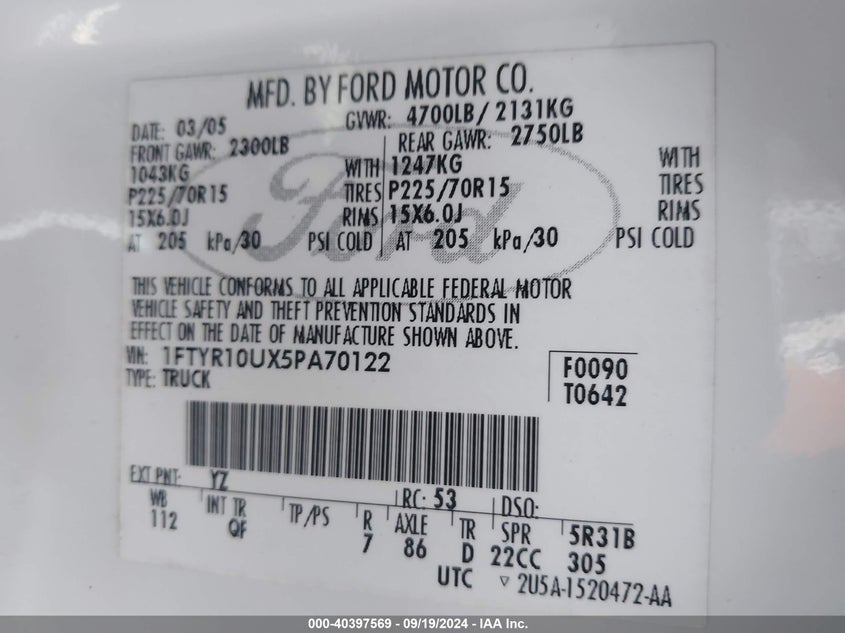 MFD. BY FORD MOTOR CO.
DATE: 03/05 GVWR: 4700LB/ 2131KG
FRONT GAWR: 2300LB REAR GAWR: 2750LB
1043KG WITH 1247KG WITH
P225/70R15 TIRES P225/70R15 TIRES
15X6.0J RIMS 15X6.0J RIMS
AT 205 kPa/30 PSI COLD AT 205 kPa/30 PSI COLD
Ford
THIS VEHICLE CONFORMS TO ALL APPLICABLE FEDERAL MOTOR
VEHICLE SAFETY AND THEFT PREVENTION STANDARDS IN
EFFECT ON THE DATE OF MANUFACTURE SHOWN ABOVE.
VIN: 1FTYR10UX5PA70122 F0090
TYPE: TRUCK T0642
EXT PNT: YZ RC: 53 DSO:
WB INT TR TP/PS R AXLE TR SPR 5R31B
112 QF 7 86 D 22CC 305
UTC ▽ 2U5A-1520472-AA
000-40397569 - 09/19/2024 - IAA Inc.